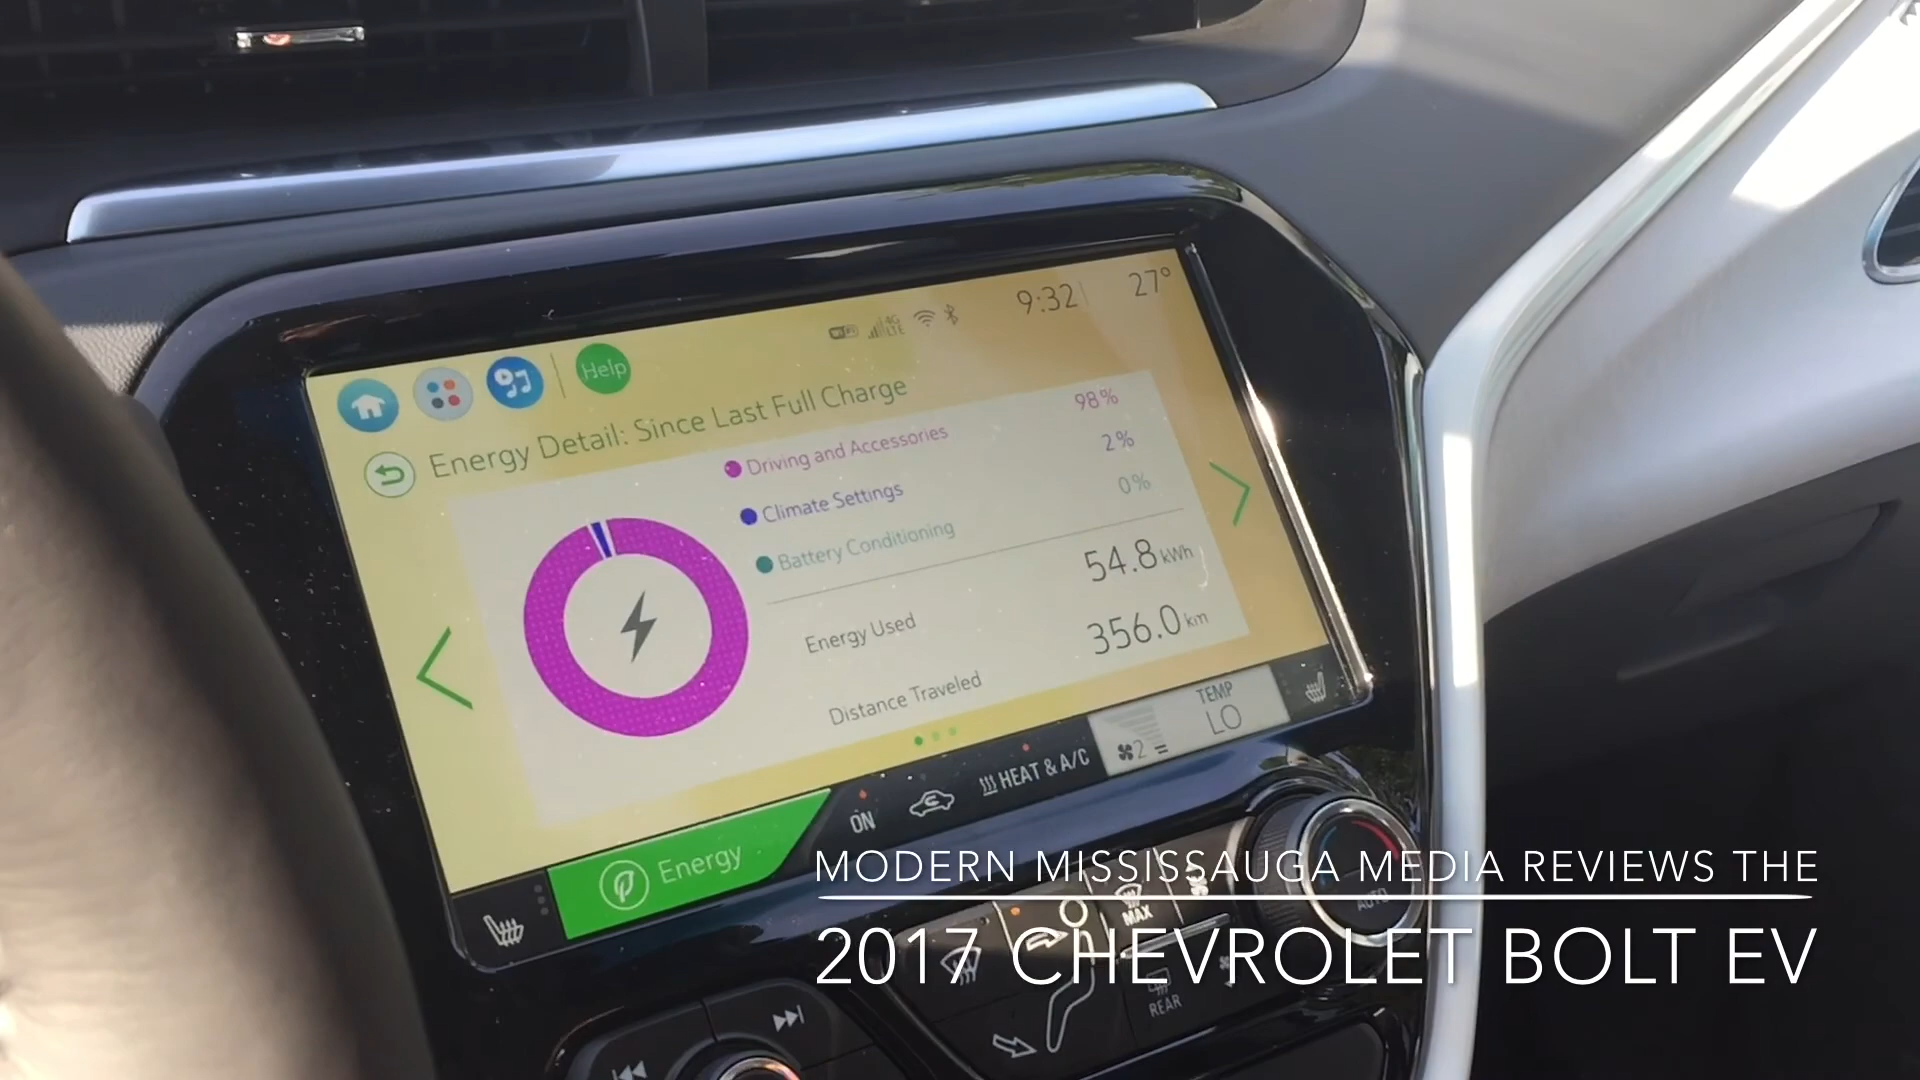 9:32 27°
4G LTE
Help
Energy Detail: Since Last Full Charge
Driving and Accessories 98%
Climate Settings 2%
Battery Conditioning 0%
Energy Used 54.8 kWh
Distance Traveled 356.0 km
TEMP
LO
2
HEAT & A/C
ON
Energy
MODERN MISSISSAUGA MEDIA REVIEWS THE
2017 CHEVROLET BOLT EV
AUTO
MAX
REAR